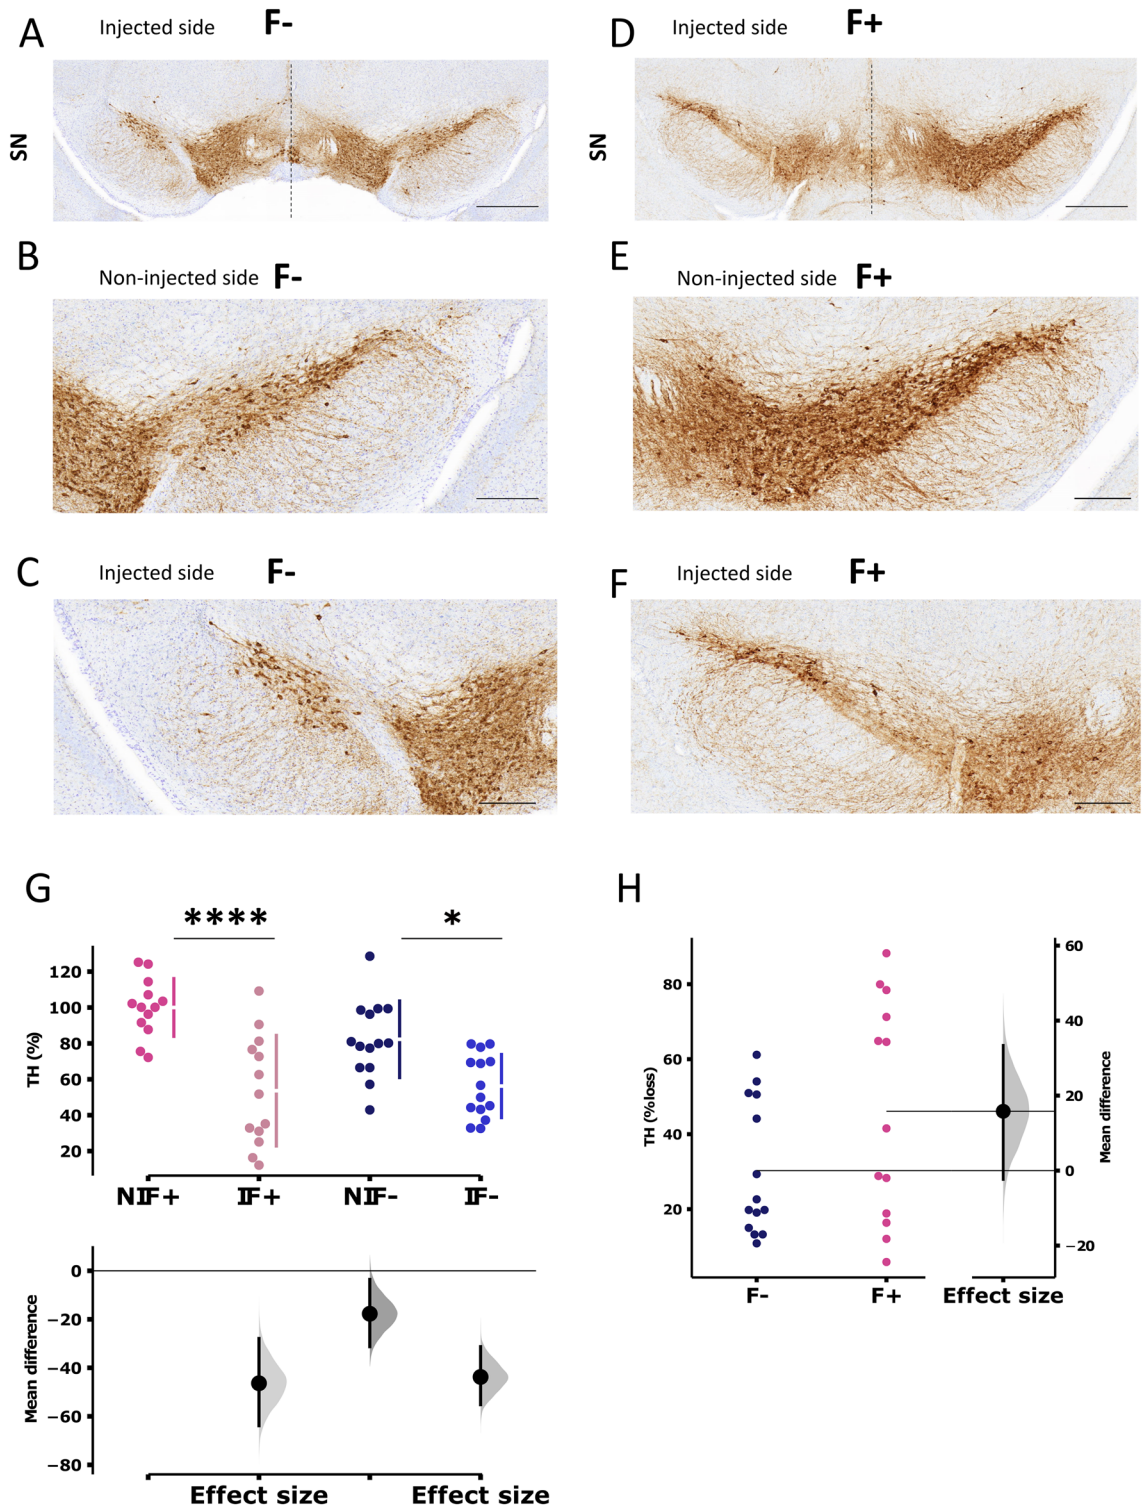 A Injected side F-
SN
B Non-injected side F-
C Injected side F-
D Injected side F+
SN
E Non-injected side F+
F Injected side F+
G
**** *
TH (%)
120
100
80
60
40
20
NIF+ IF+ NIF- IF-
Mean difference
0
−20
−40
−60
−80
Effect size Effect size
H
TH (%loss)
80
60
40
20
60
40
20
0
−20
Mean difference
F- F+ Effect size